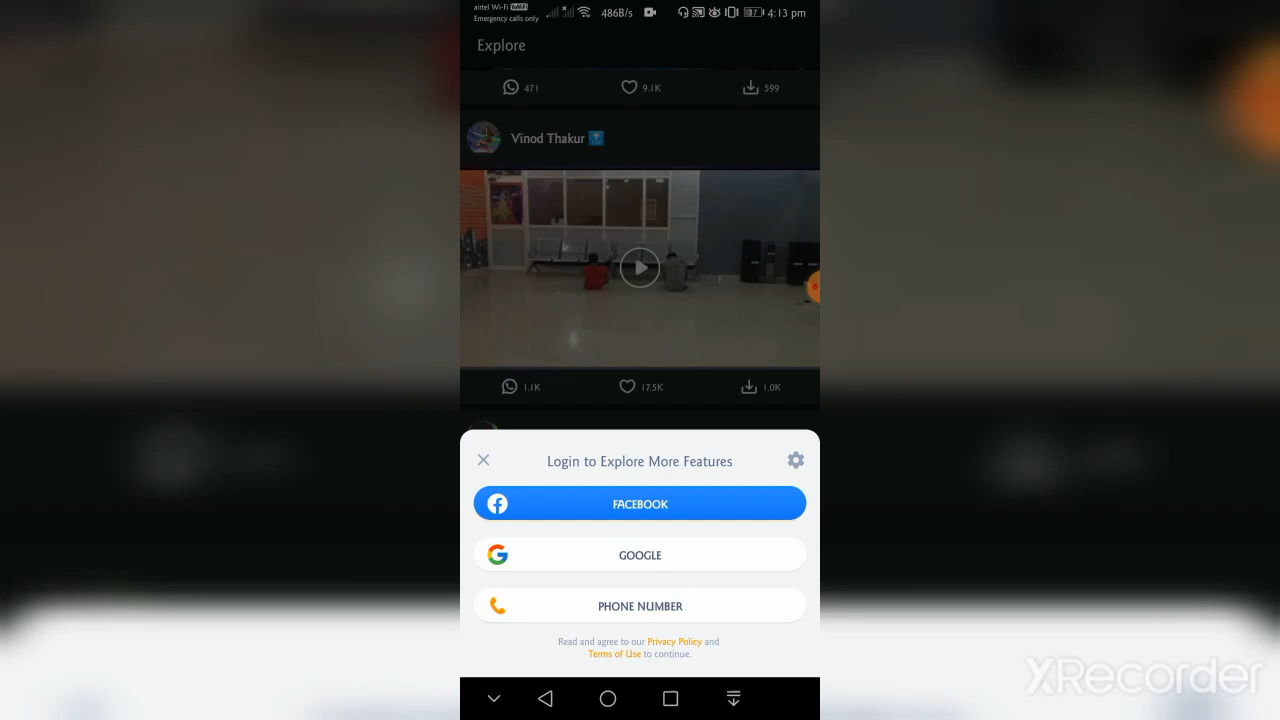 airtel Wi-Fi VoWiFi
Emergency calls only
486B/s
37
4:13 pm
Explore
471
9.1K
599
Vinod Thakur
1.1K
17.5K
1.0K
Login to Explore More Features
FACEBOOK
GOOGLE
PHONE NUMBER
Read and agree to our Privacy Policy and
Terms of Use to continue.
XRecorder